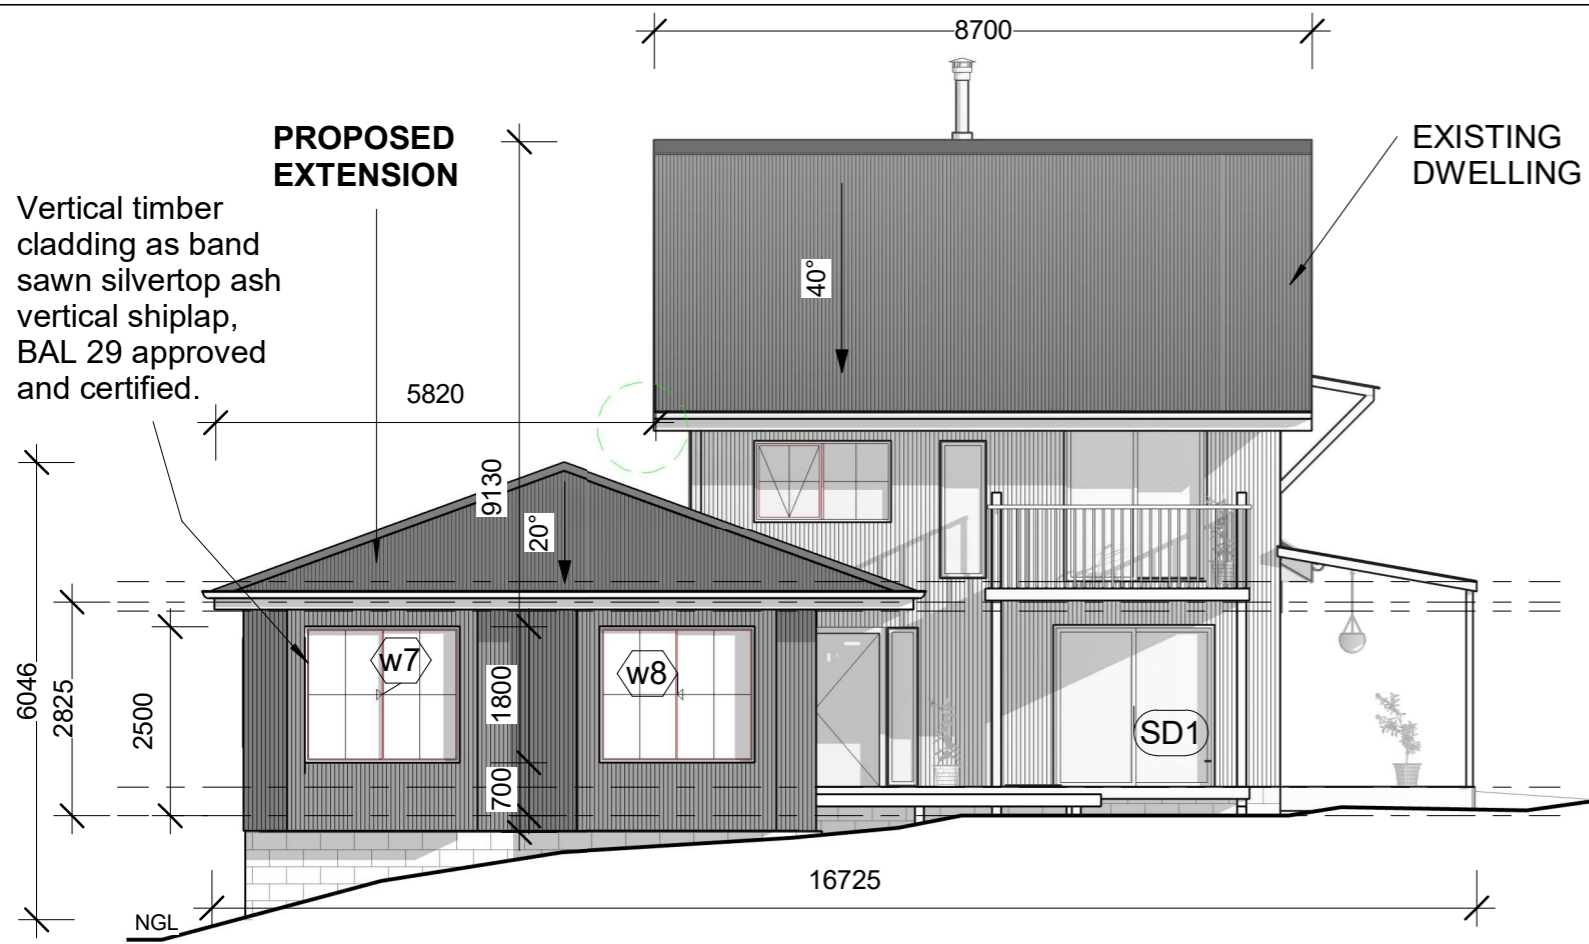 8700
PROPOSED
EXTENSION
EXISTING
DWELLING
Vertical timber
cladding as band
sawn silvertop ash
vertical shiplap,
BAL 29 approved
and certified.
40°
5820
9130
20°
6046
2825
2500
w7
1800
w8
700
SD1
16725
NGL